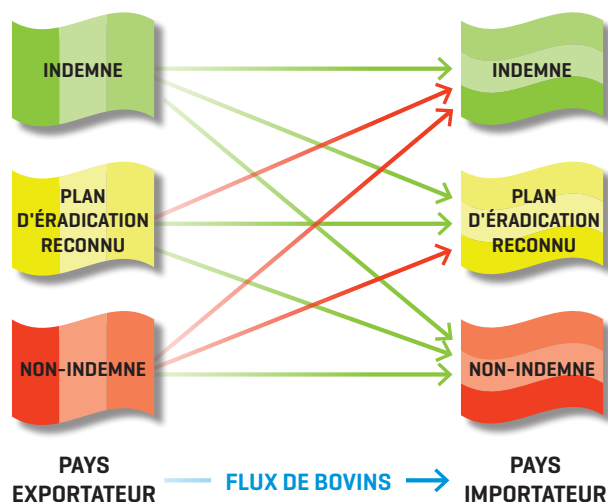 INDEMNE
INDEMNE
PLAN
D'ÉRADICATION
RECONNU
PLAN
D'ÉRADICATION
RECONNU
NON-INDEMNE
NON-INDEMNE
PAYS
EXPORTATEUR
FLUX DE BOVINS
PAYS
IMPORTATEUR